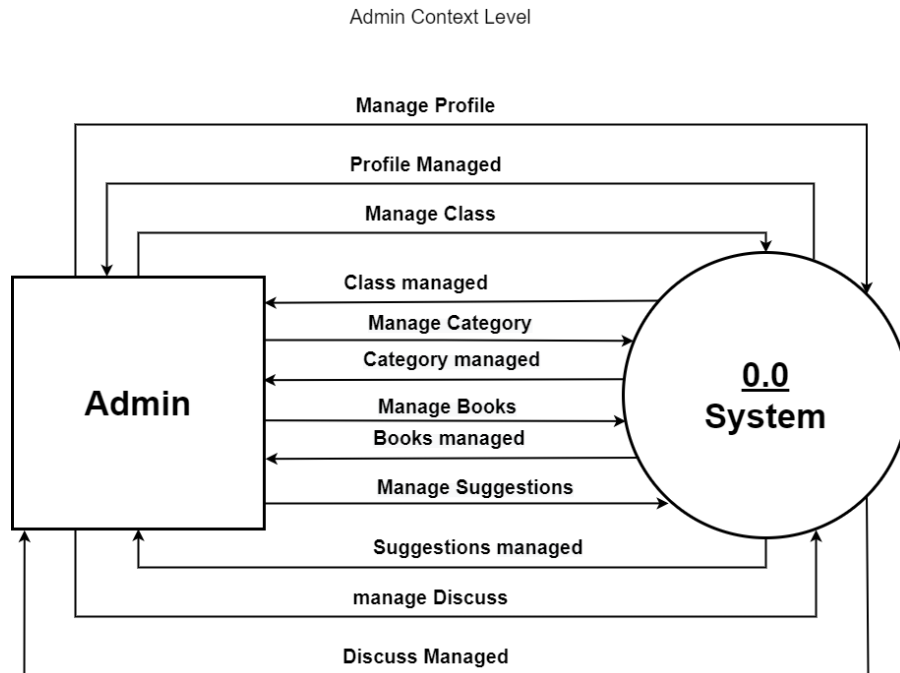 Admin Context Level
Manage Profile
Profile Managed
Manage Class
Class managed
Manage Category
Category managed
Admin
0.0
System
Manage Books
Books managed
Manage Suggestions
Suggestions managed
manage Discuss
Discuss Managed